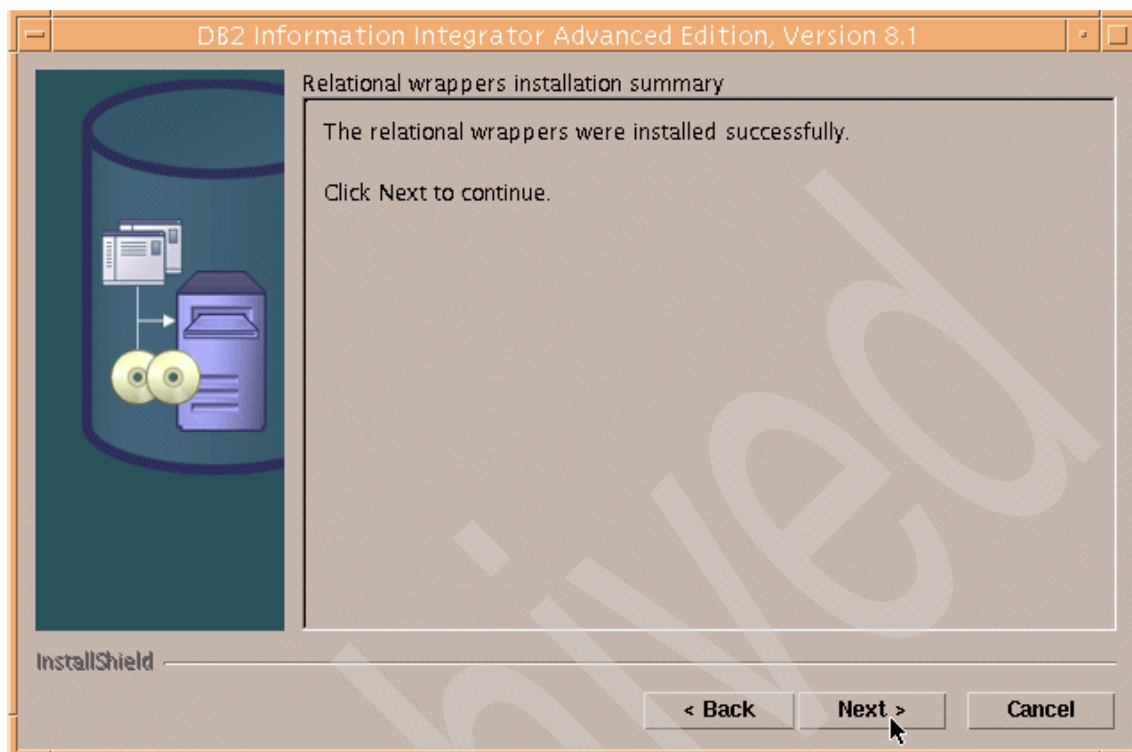 DB2 Information Integrator Advanced Edition, Version 8.1
Relational wrappers installation summary
The relational wrappers were installed successfully.
Click Next to continue.
hived
InstallShield
< Back
Next >
Cancel